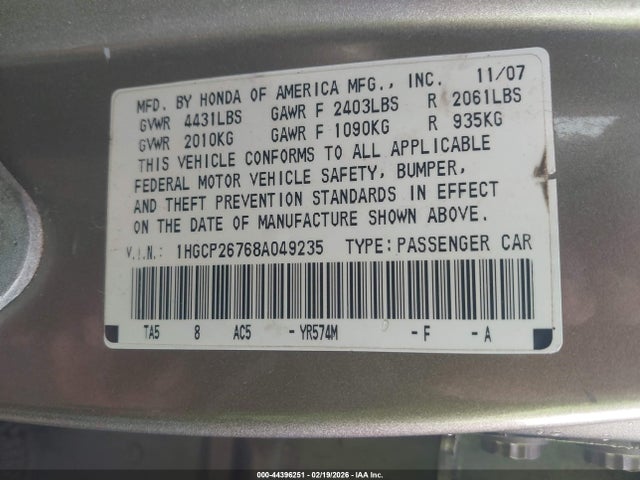 MFD. BY HONDA OF AMERICA MFG., INC. 11/07
GVWR 4431LBS GAWR F 2403LBS R 2061LBS
GVWR 2010KG GAWR F 1090KG R 935KG
THIS VEHICLE CONFORMS TO ALL APPLICABLE
FEDERAL MOTOR VEHICLE SAFETY, BUMPER,
AND THEFT PREVENTION STANDARDS IN EFFECT
ON THE DATE OF MANUFACTURE SHOWN ABOVE.
V.I.N.: 1HGCP26768A049235 TYPE: PASSENGER CAR
TA5 8 AC5 -YR574M -F -A
000-44396251 - 02/19/2026 - IAA Inc.